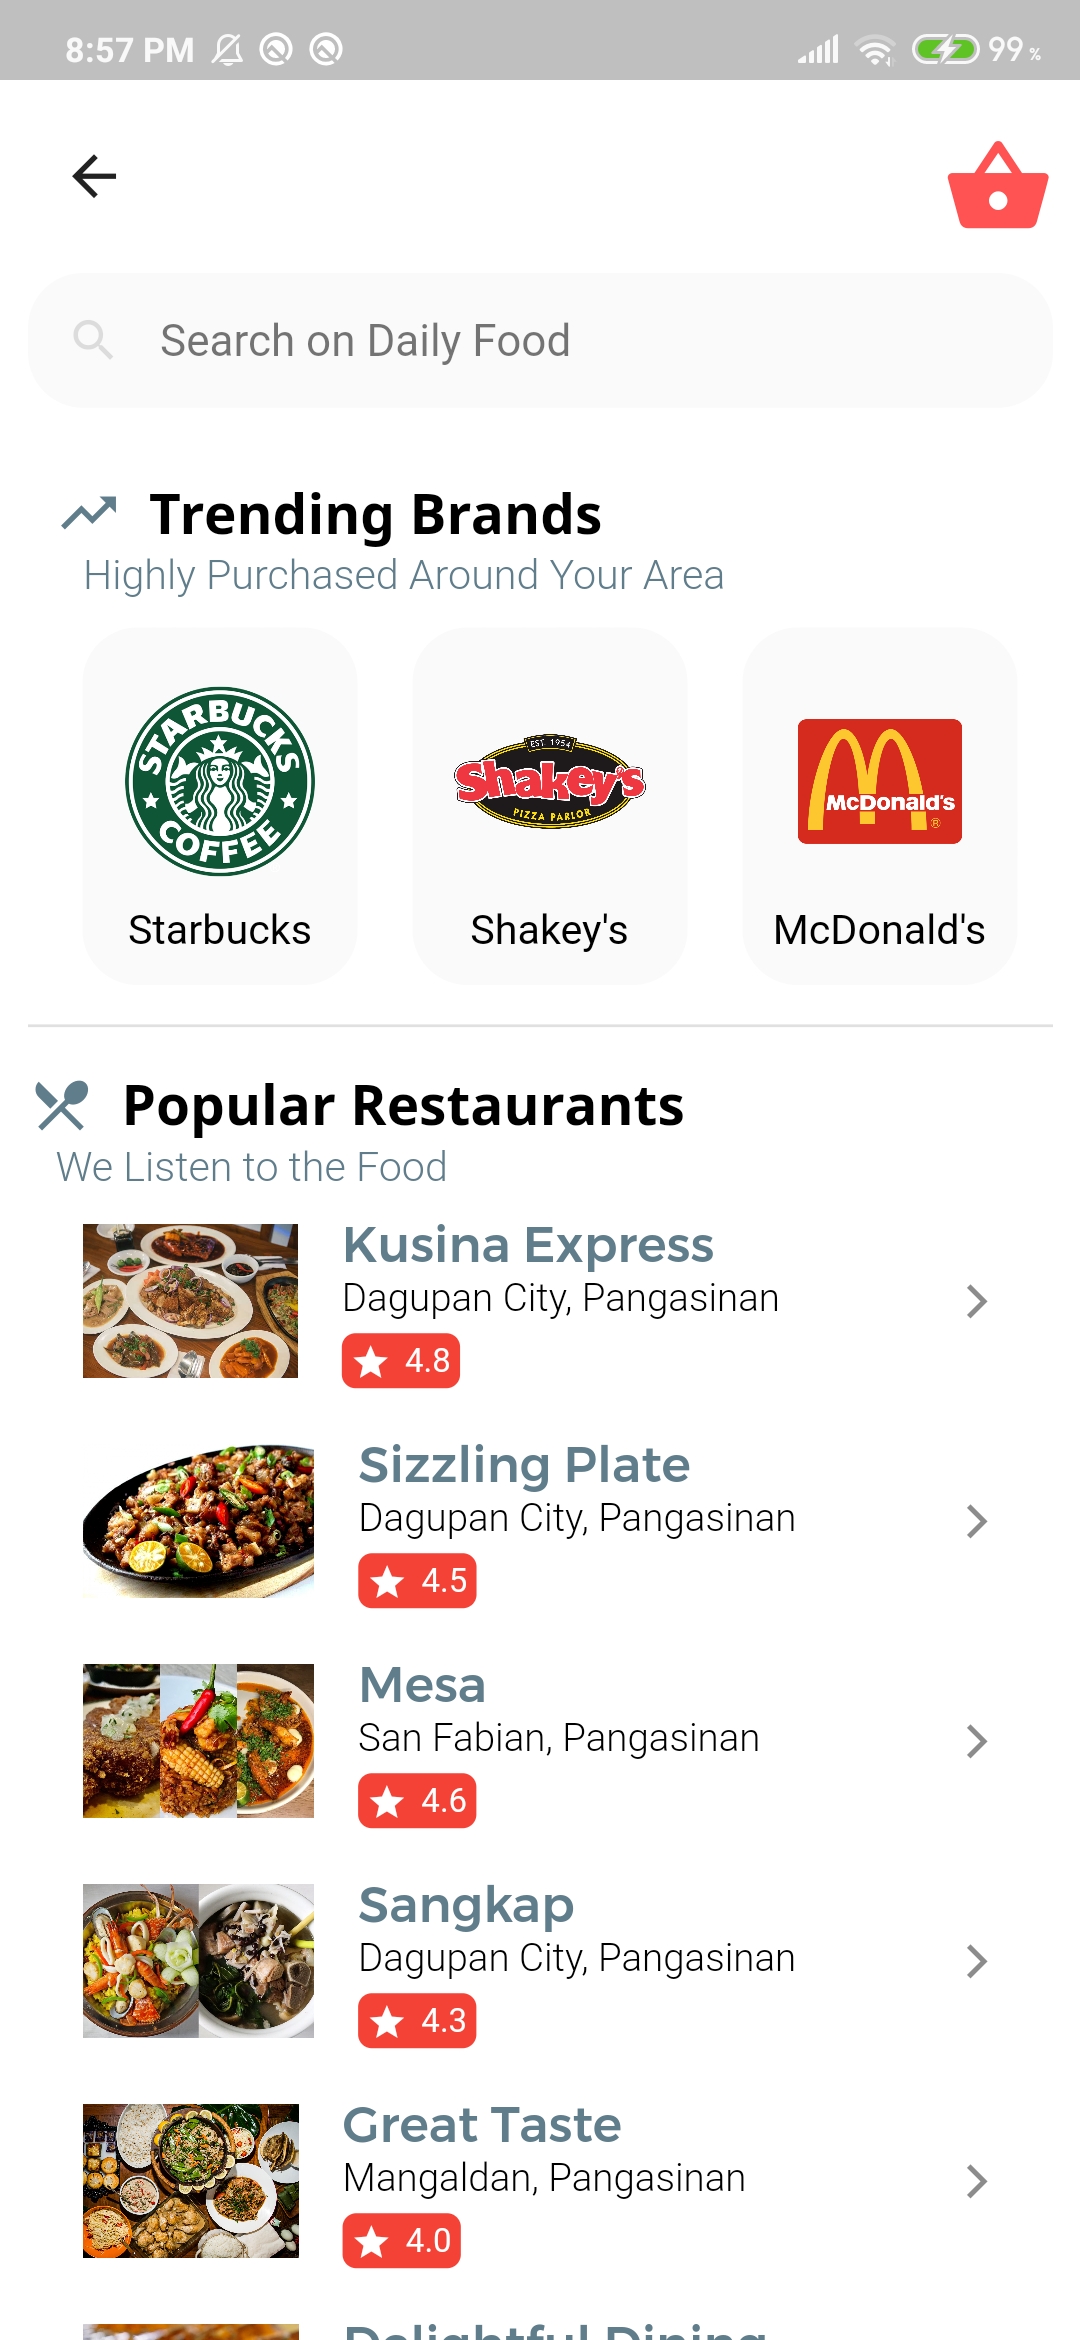 8:57 PM
99%
Search on Daily Food
Trending Brands
Highly Purchased Around Your Area
STARBUCKS
COFFEE
EST 1954
Shakey's
PIZZA PARLOR
McDonald's
®
Starbucks
Shakey's
McDonald's
Popular Restaurants
We Listen to the Food
Kusina Express
Dagupan City, Pangasinan
4.8
Sizzling Plate
Dagupan City, Pangasinan
4.5
Mesa
San Fabian, Pangasinan
4.6
Sangkap
Dagupan City, Pangasinan
4.3
Great Taste
Mangaldan, Pangasinan
4.0
Delightful Dining